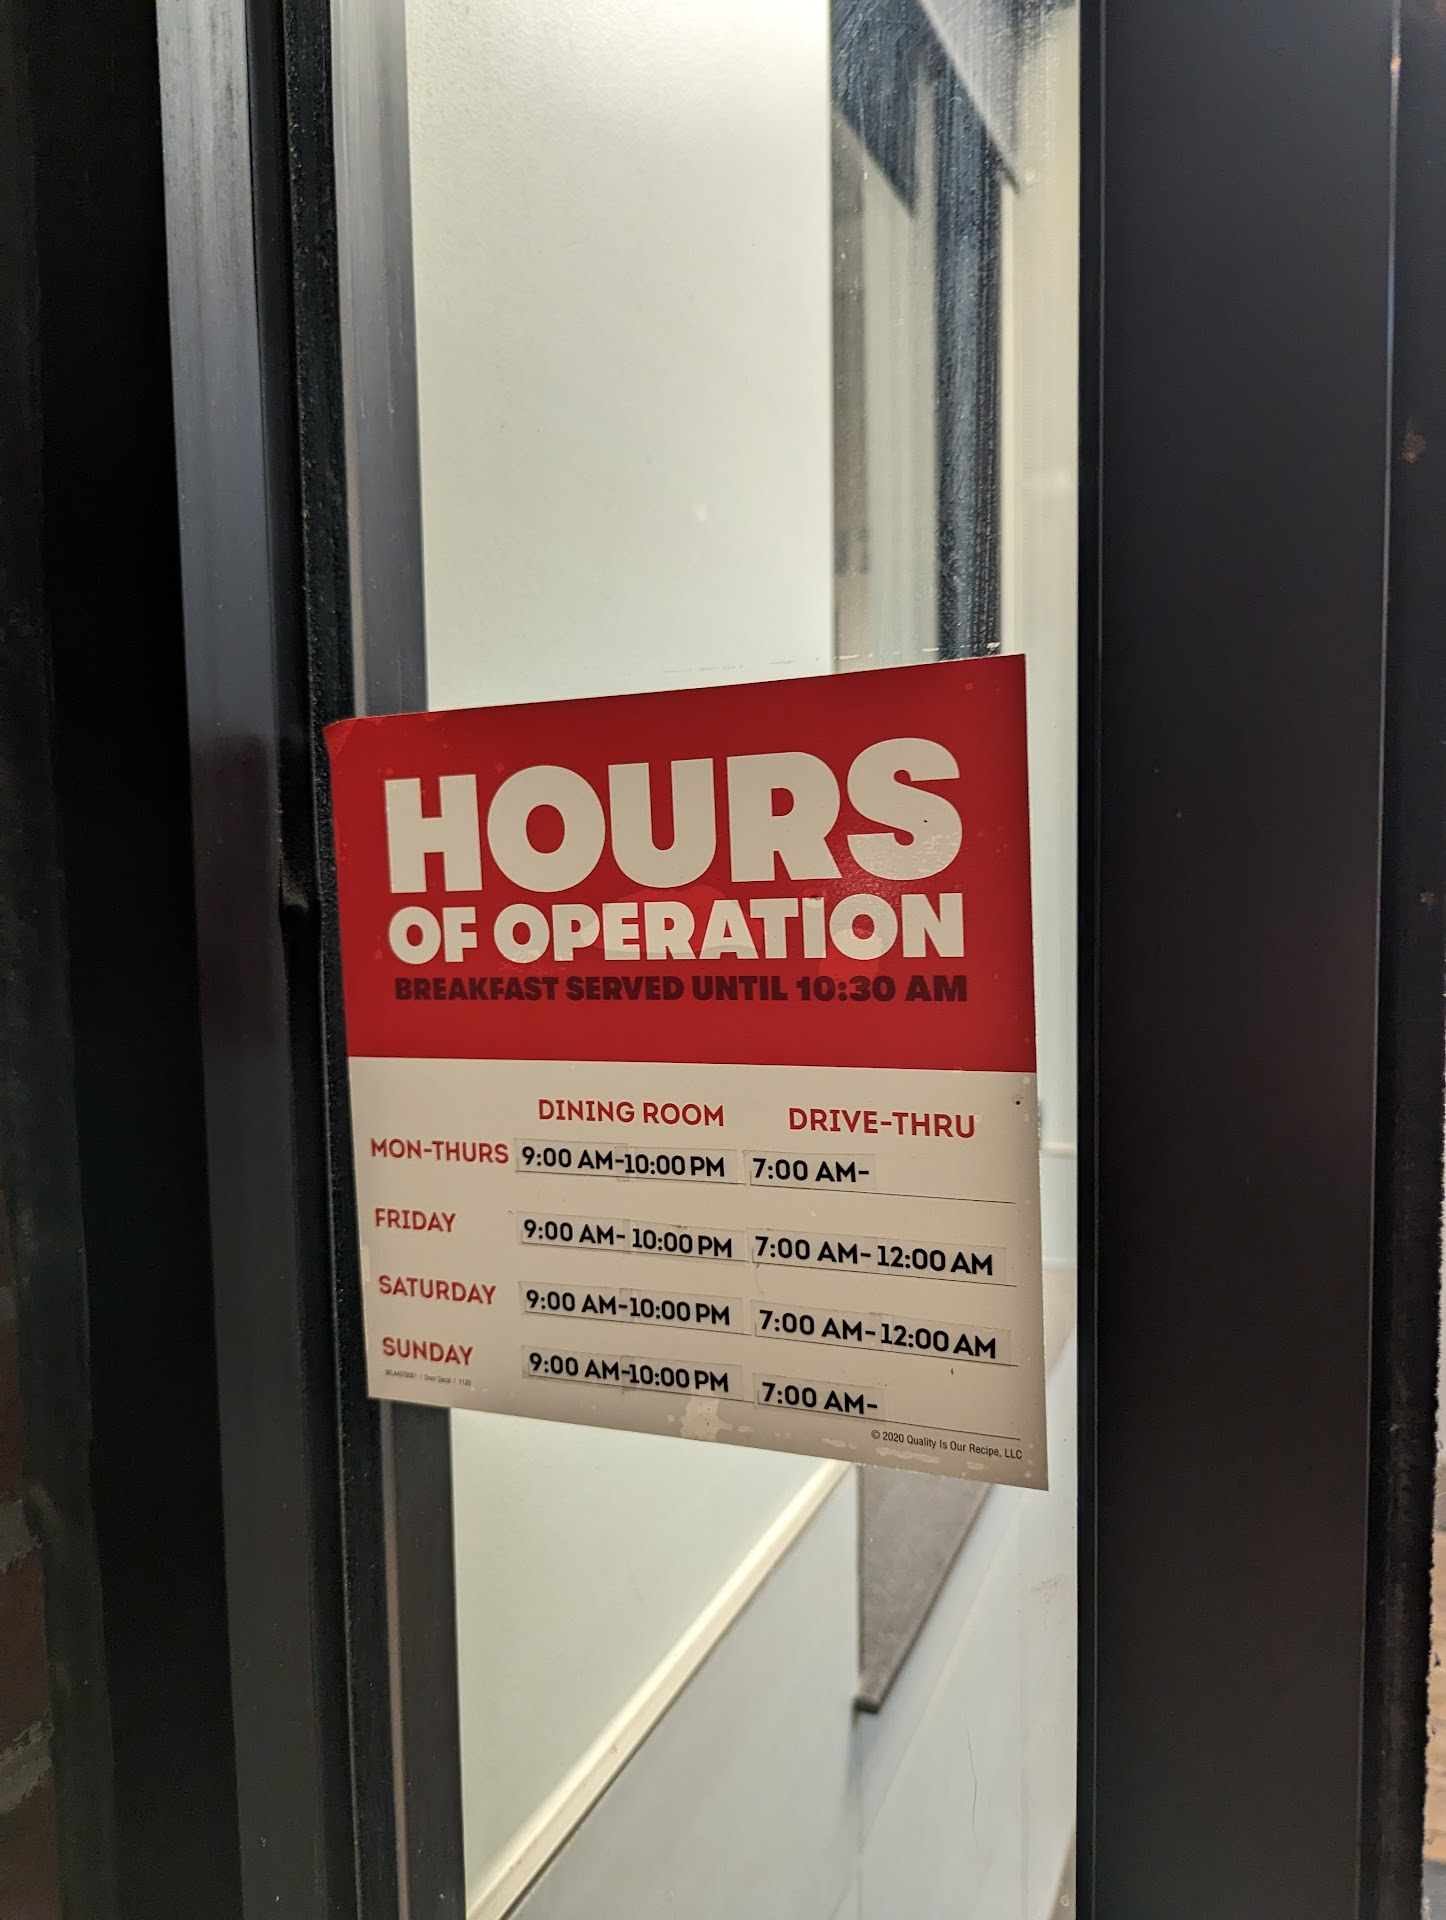 HOURS
OF OPERATION
BREAKFAST SERVED UNTIL 10:30 AM
DINING ROOM DRIVE-THRU
MON-THURS 9:00 AM-10:00 PM 7:00 AM-
FRIDAY 9:00 AM-10:00 PM 7:00 AM-12:00 AM
SATURDAY 9:00 AM-10:00 PM 7:00 AM-12:00 AM
SUNDAY 9:00 AM-10:00 PM 7:00 AM-
/ Door Decal / 1120
© 2020 Quality Is Our Recipe, LLC